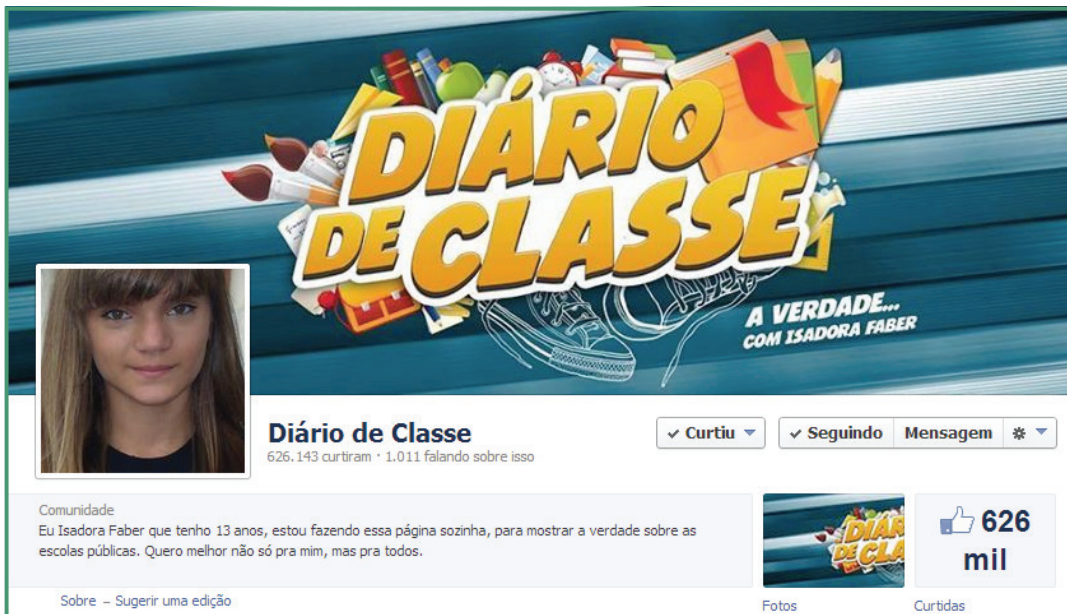 DIÁRIO
DE CLASSE
A VERDADE...
COM ISADORA FABER
Diário de Classe
626.143 curtiram · 1.011 falando sobre isso
Curtiu
Seguindo
Mensagem
Comunidade
Eu Isadora Faber que tenho 13 anos, estou fazendo essa página sozinha, para mostrar a verdade sobre as
escolas públicas. Quero melhor não só pra mim, mas pra todos.
Sobre – Sugerir uma edição
DIÁR
DE CLA
Fotos
626
mil
Curtidas